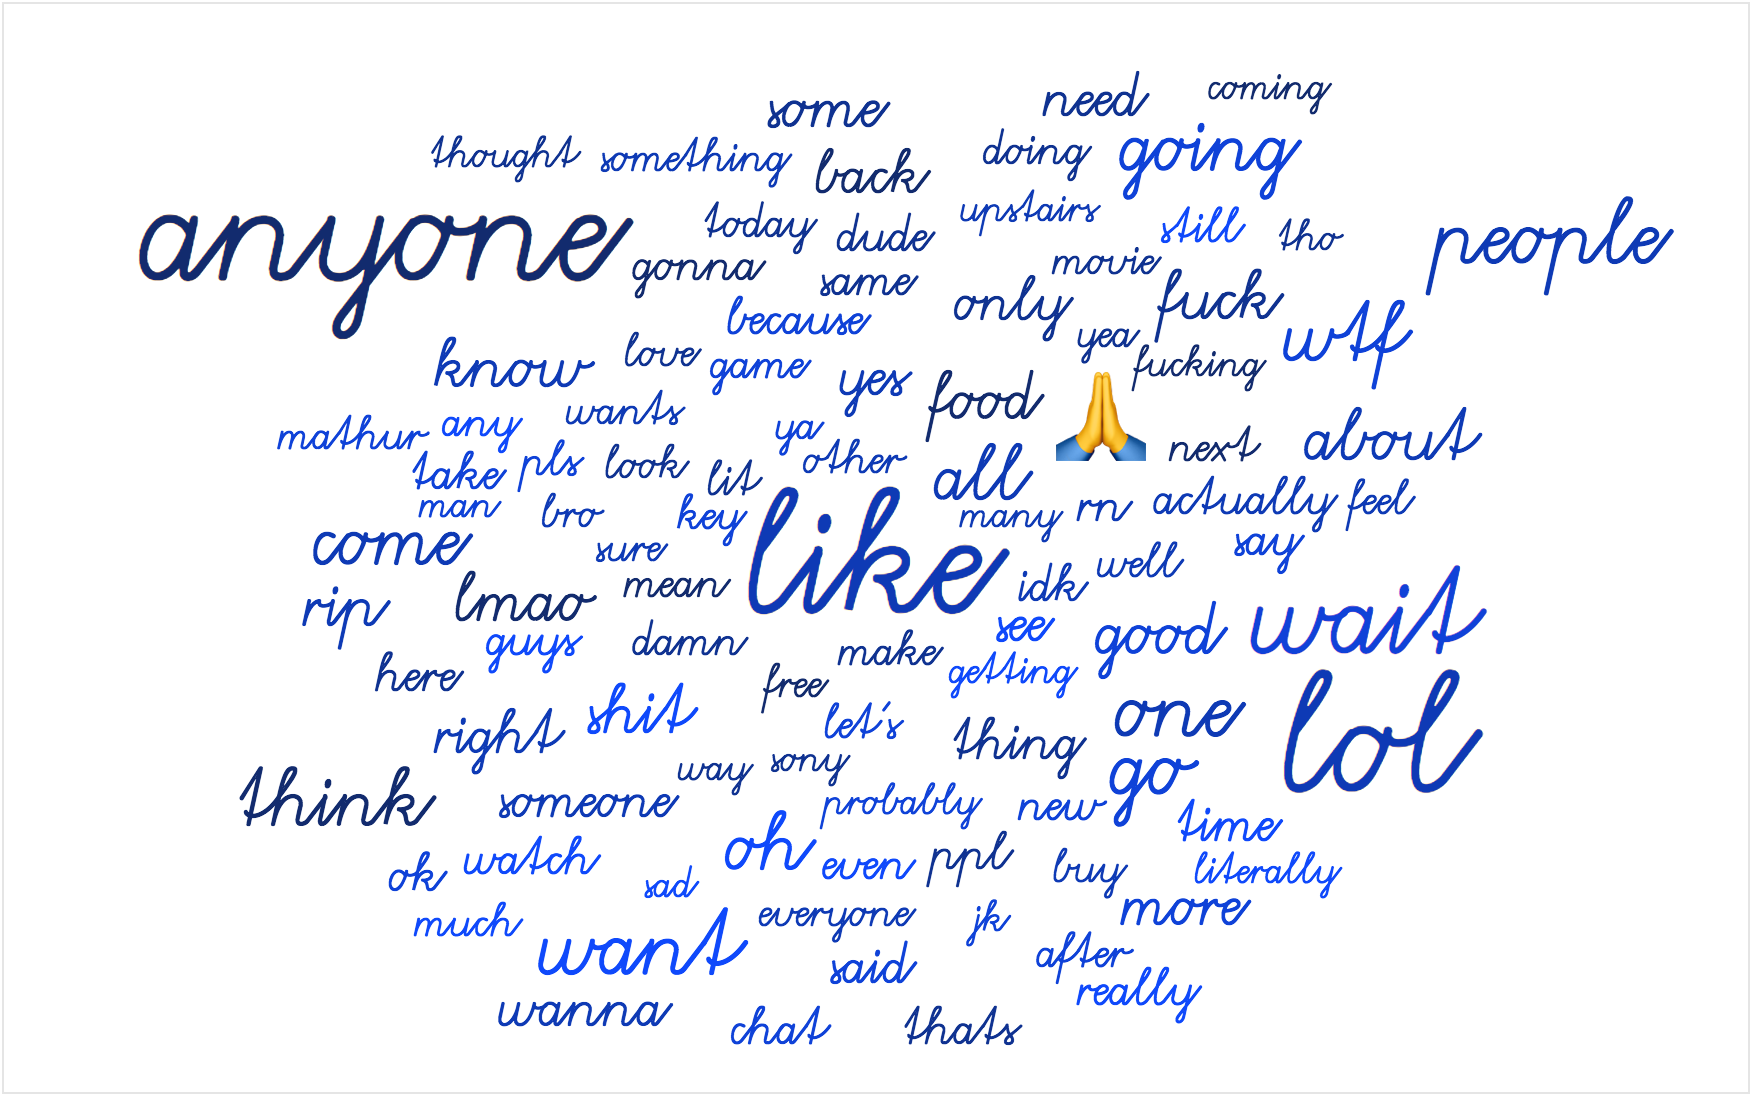 some need coming
thought something back doing going
anyone today dude upstairs still tho people
gonna same movie
because only yea fuck wtf
know love game yes food fucking
mathur any wants ya 🙏 next about
take pls look lit other all
man bro key like many rn actually feel
come sure say
rip lmao mean idk well wait
guys damn make see good
here free getting
right shit let's thing one lol
think someone way sony probably new go time
ok watch sad oh even ppl buy literally
much want everyone jk more
said after
wanna chat thats really